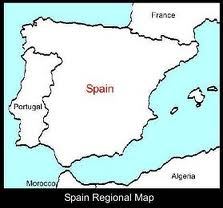 France
Spain
Portugal
Morocco
Algeria
Spain Regional Map